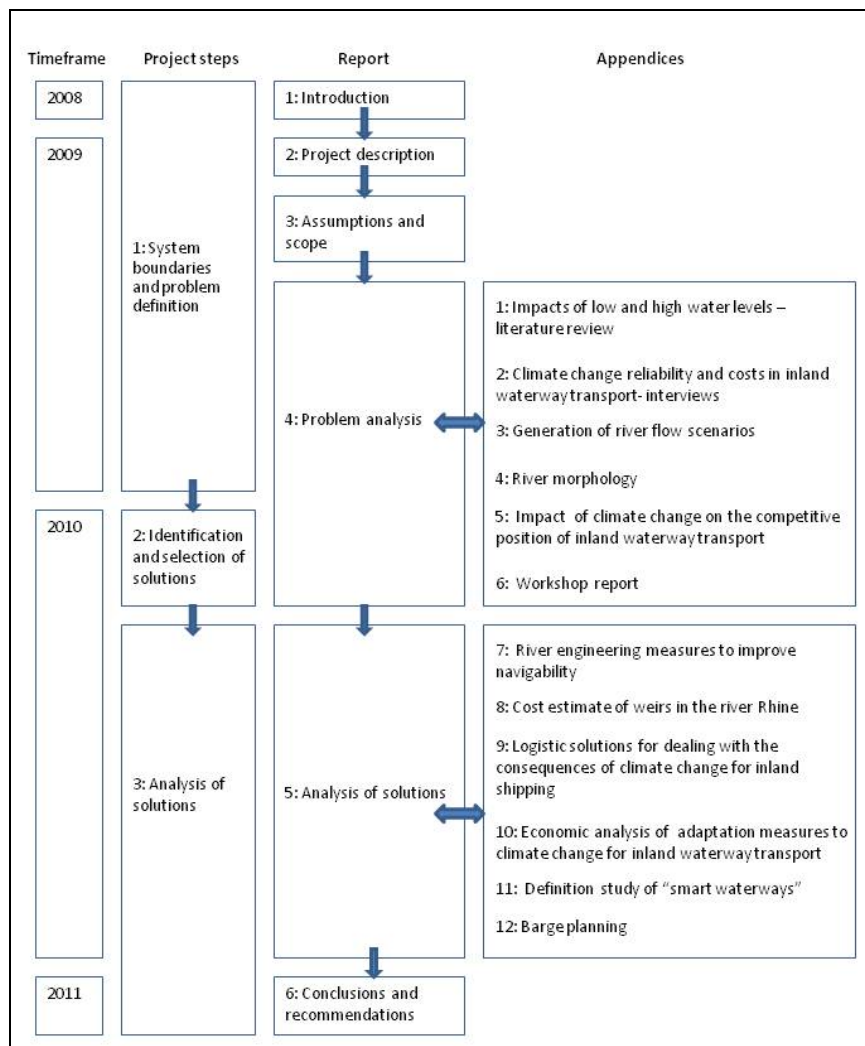 Timeframe Project steps Report Appendices
2008
2009
2010
2011
1: System
boundaries
and problem
definition
2: Identification
and selection of
solutions
3: Analysis of
solutions
1: Introduction
2: Project description
3: Assumptions and
scope
4: Problem analysis
5: Analysis of solutions
6: Conclusions and
recommendations
1: Impacts of low and high water levels –
literature review
2: Climate change reliability and costs in inland
waterway transport- interviews
3: Generation of river flow scenarios
4: River morphology
5: Impact of climate change on the competitive
position of inland waterway transport
6: Workshop report
7: River engineering measures to improve
navigability
8: Cost estimate of weirs in the river Rhine
9: Logistic solutions for dealing with the
consequences of climate change for inland
shipping
10: Economic analysis of adaptation measures to
climate change for inland waterway transport
11: Definition study of “smart waterways”
12: Barge planning